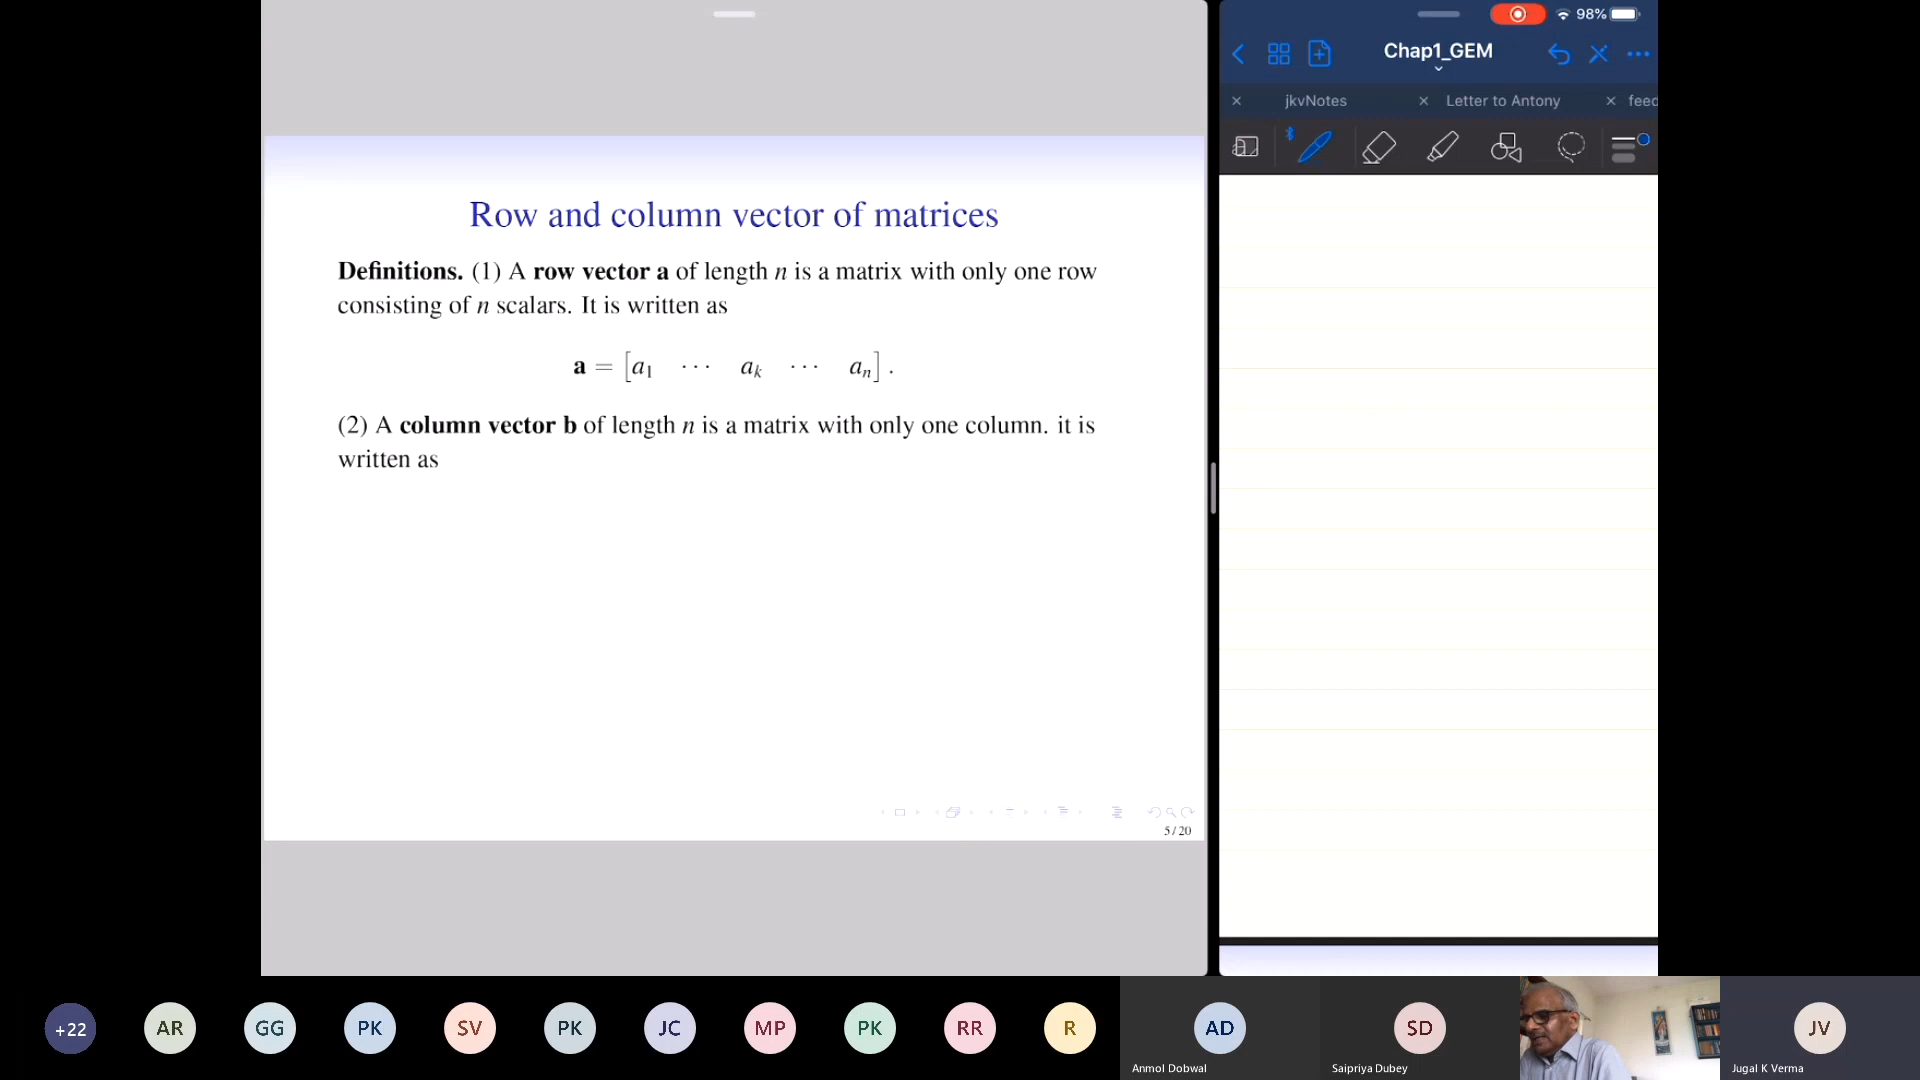 98%
Chap1_GEM
jkvNotes
Letter to Antony
feed
Row and column vector of matrices
Definitions. (1) A row vector a of length n is a matrix with only one row
consisting of n scalars. It is written as
a = [a₁ ⋯ aₖ ⋯ aₙ] .
(2) A column vector b of length n is a matrix with only one column. it is
written as
5 / 20
+22
AR
GG
PK
SV
PK
JC
MP
PK
RR
R
AD
SD
JV
Anmol Dobwal
Saipriya Dubey
Jugal K Verma